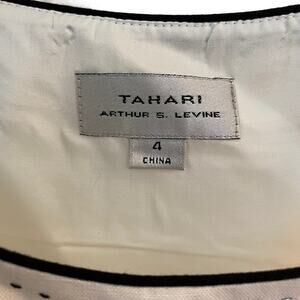 TAHARI
ARTHUR S. LEVINE
4
CHINA